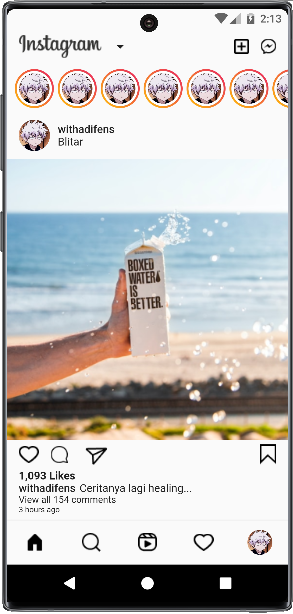 2:13
Instagram
withadifens
Blitar
BOXED
WATER
IS
BETTER.
1,093 Likes
withadifens Ceritanya lagi healing...
View all 154 comments
3 hours ago